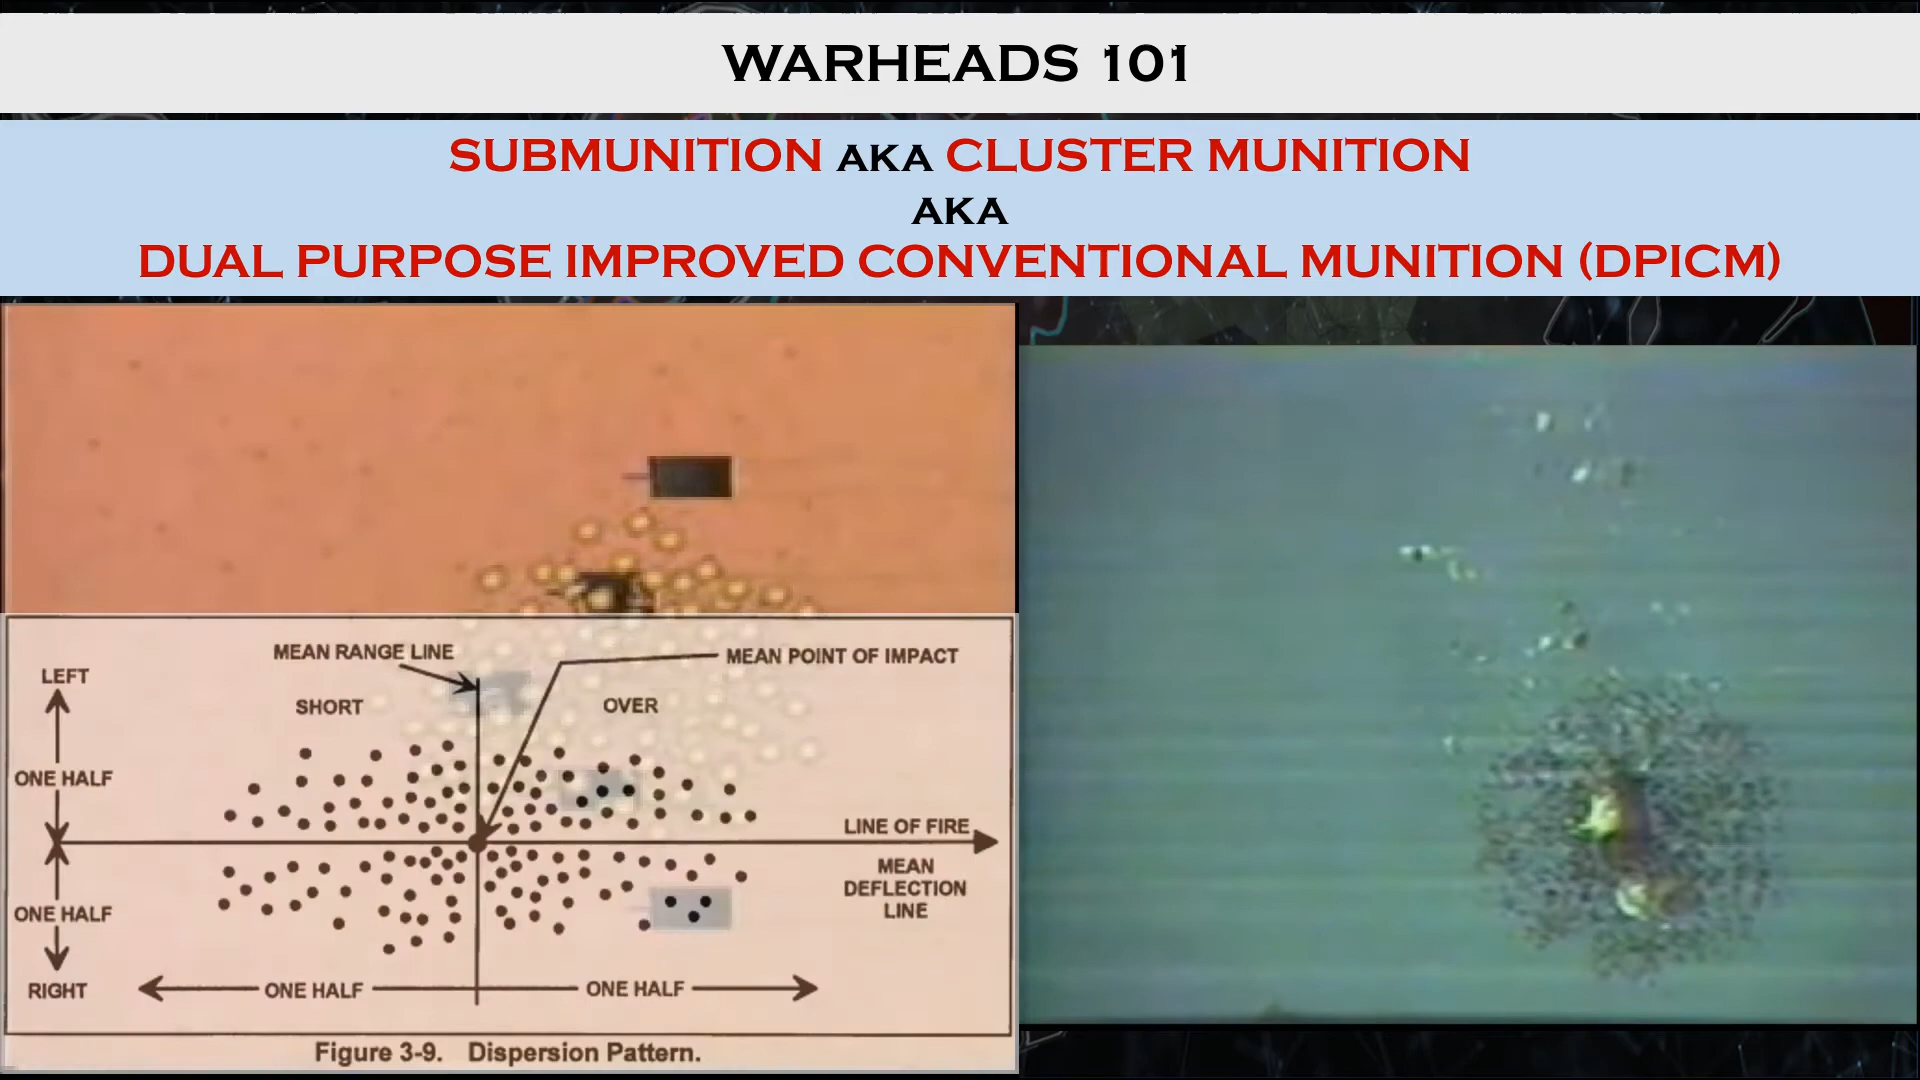 WARHEADS 101
SUBMUNITION AKA CLUSTER MUNITION
AKA
DUAL PURPOSE IMPROVED CONVENTIONAL MUNITION (DPICM)
MEAN RANGE LINE
MEAN POINT OF IMPACT
LEFT
SHORT
OVER
ONE HALF
LINE OF FIRE
MEAN
DEFLECTION
LINE
ONE HALF
RIGHT
ONE HALF
ONE HALF
Figure 3-9. Dispersion Pattern.